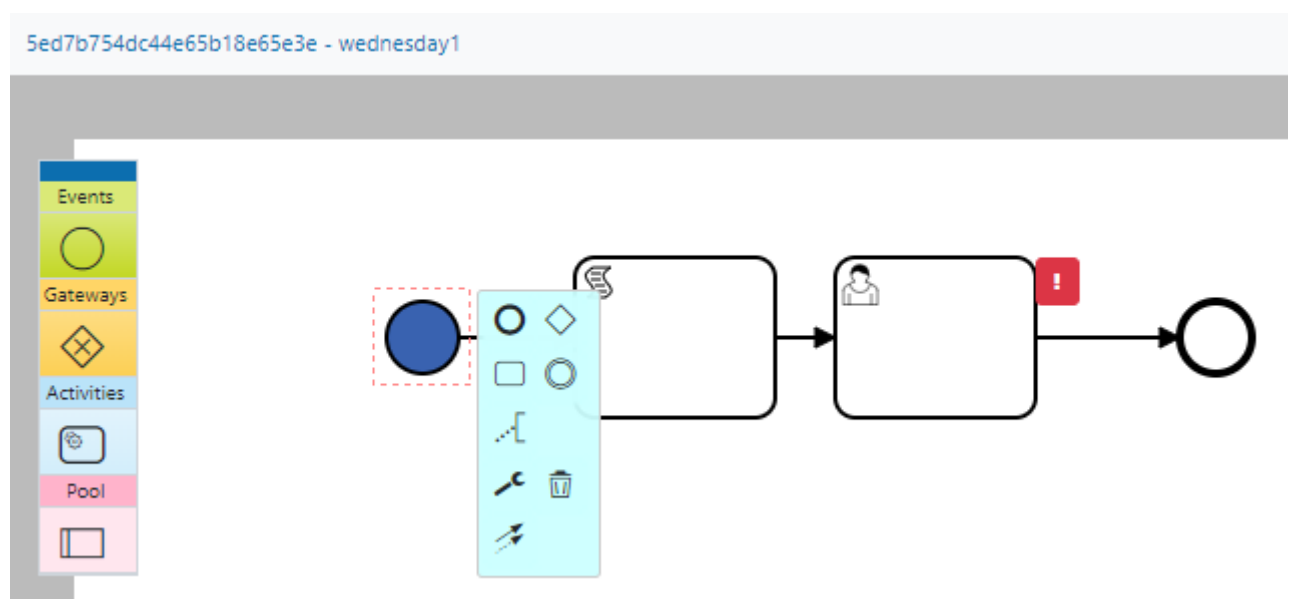 5ed7b754dc44e65b18e65e3e - wednesday1
Events
Gateways
Activities
Pool
!